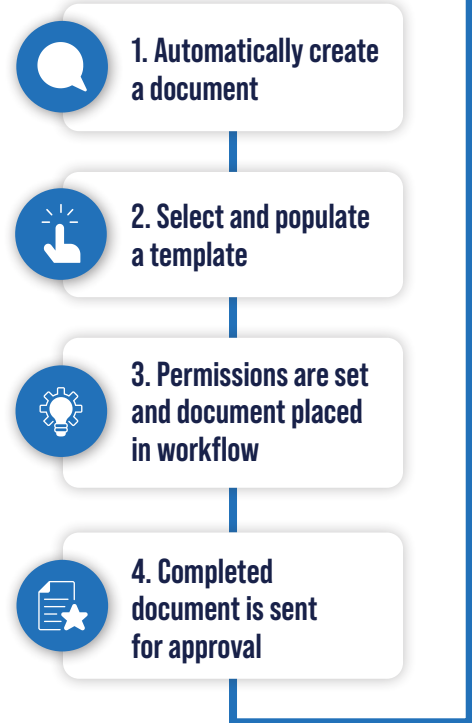 1. Automatically create
a document
2. Select and populate
a template
3. Permissions are set
and document placed
in workflow
4. Completed
document is sent
for approval